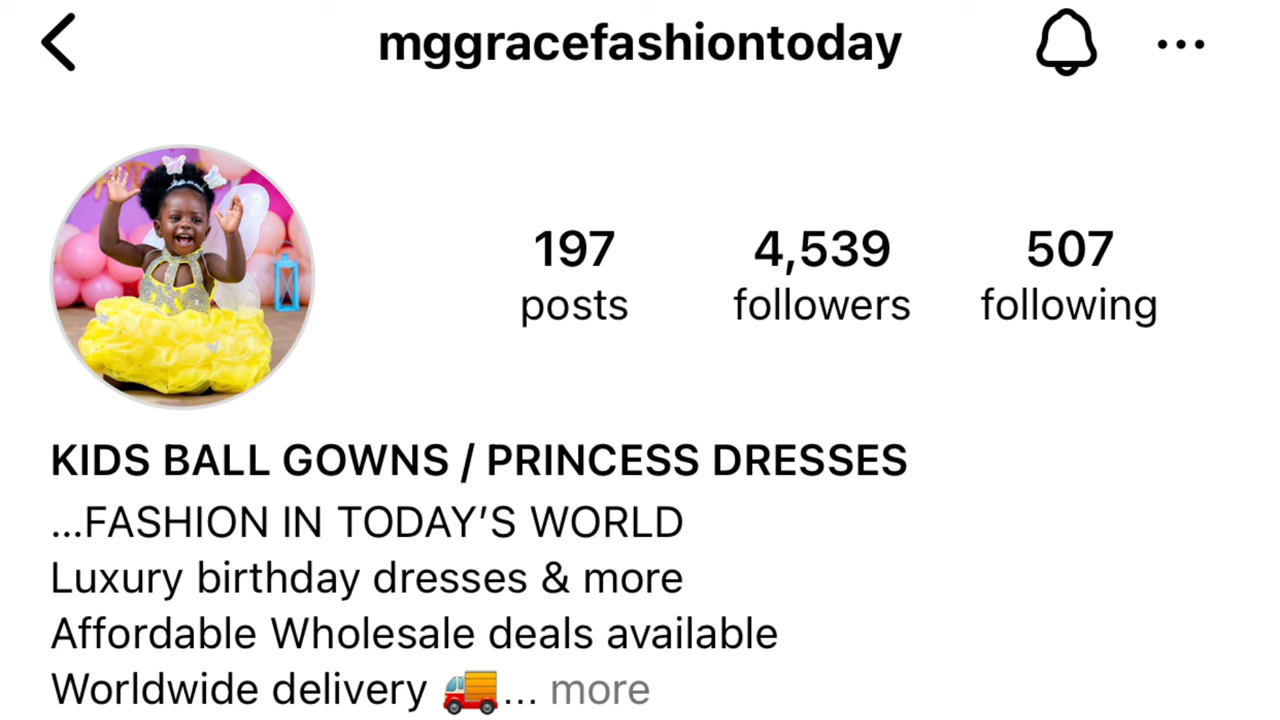 mggracefashiontoday
197 4,539 507
posts followers following
KIDS BALL GOWNS / PRINCESS DRESSES
...FASHION IN TODAY’S WORLD
Luxury birthday dresses & more
Affordable Wholesale deals available
Worldwide delivery 🚚... more